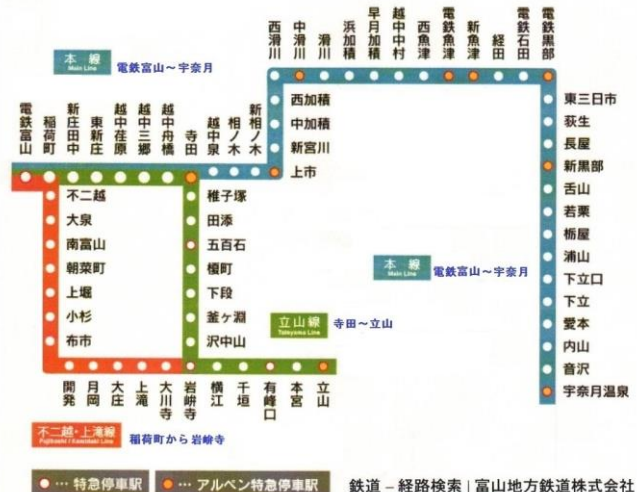 本線
Main Line
電鉄富山～宇奈月
西滑川
中滑川
滑川
浜加積
早月加積
越中中村
西魚津
電鉄魚津
新魚津
経田
電鉄石田
電鉄黒部
電鉄富山
稲荷町
新庄田中
東新庄
越中荏原
越中三郷
越中舟橋
寺田
越中泉
相ノ木
新相ノ木
上市
西加積
中加積
新宮川
東三日市
荻生
長屋
新黒部
舌山
若栗
栃屋
浦山
下立口
下立
愛本
内山
音沢
宇奈月温泉
不二越
大泉
南富山
朝菜町
上堀
小杉
布市
稚子塚
田添
五百石
榎町
下段
釜ヶ淵
沢中山
本線
Main Line
電鉄富山～宇奈月
立山線
Tateyama Line
寺田～立山
開発
月岡
大庄
上滝
大川寺
岩峅寺
横江
千垣
有峰口
本宮
立山
不二越・上滝線
Fujikoshi / Kamidaki Line
稲荷町から岩峅寺
… 特急停車駅
… アルペン特急停車駅
鉄道 – 経路検索 | 富山地方鉄道株式会社